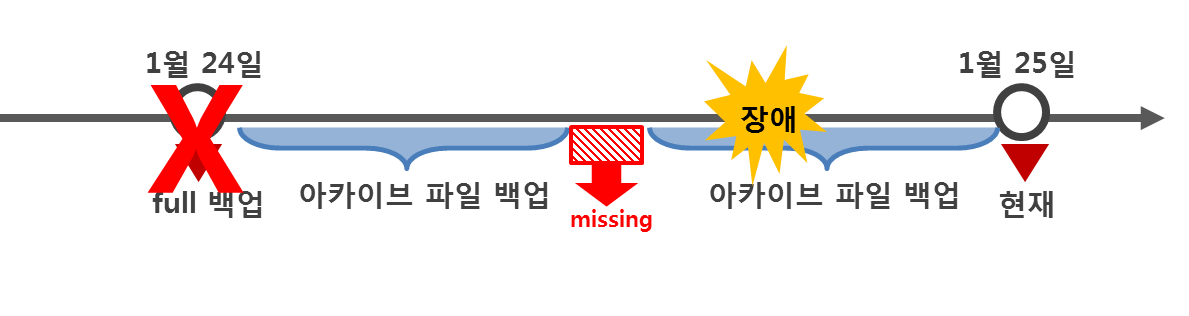 1월 24일
1월 25일
장애
full 백업
아카이브 파일 백업
missing
아카이브 파일 백업
현재